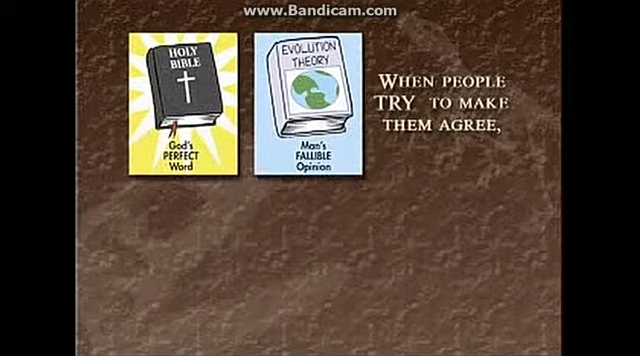 www.Bandicam.com
HOLY
BIBLE
God's
PERFECT
Word
EVOLUTION
THEORY
Man's
FALLIBLE
Opinion
WHEN PEOPLE
TRY TO MAKE
THEM AGREE,